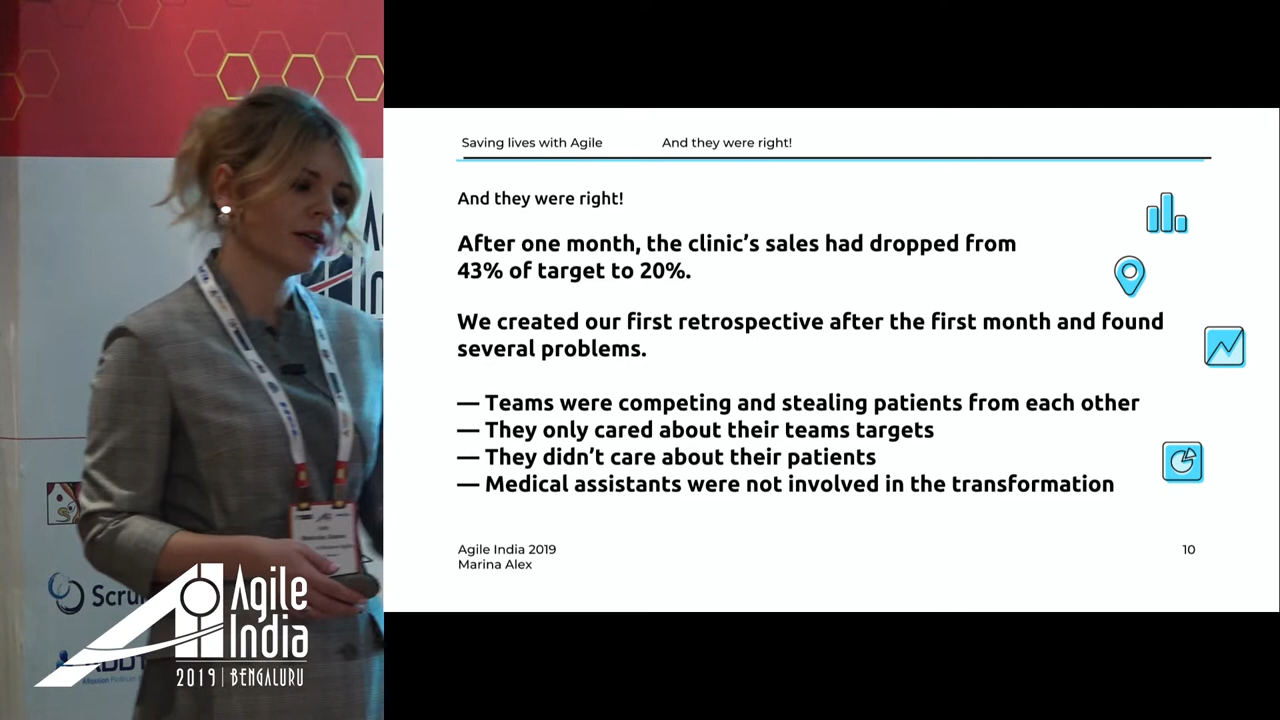 Saving lives with Agile And they were right!
And they were right!
After one month, the clinic’s sales had dropped from
43% of target to 20%.
We created our first retrospective after the first month and found
several problems.
— Teams were competing and stealing patients from each other
— They only cared about their teams targets
— They didn’t care about their patients
— Medical assistants were not involved in the transformation
Agile India 2019
Marina Alex
10
Agile
India
2019 | BENGALURU